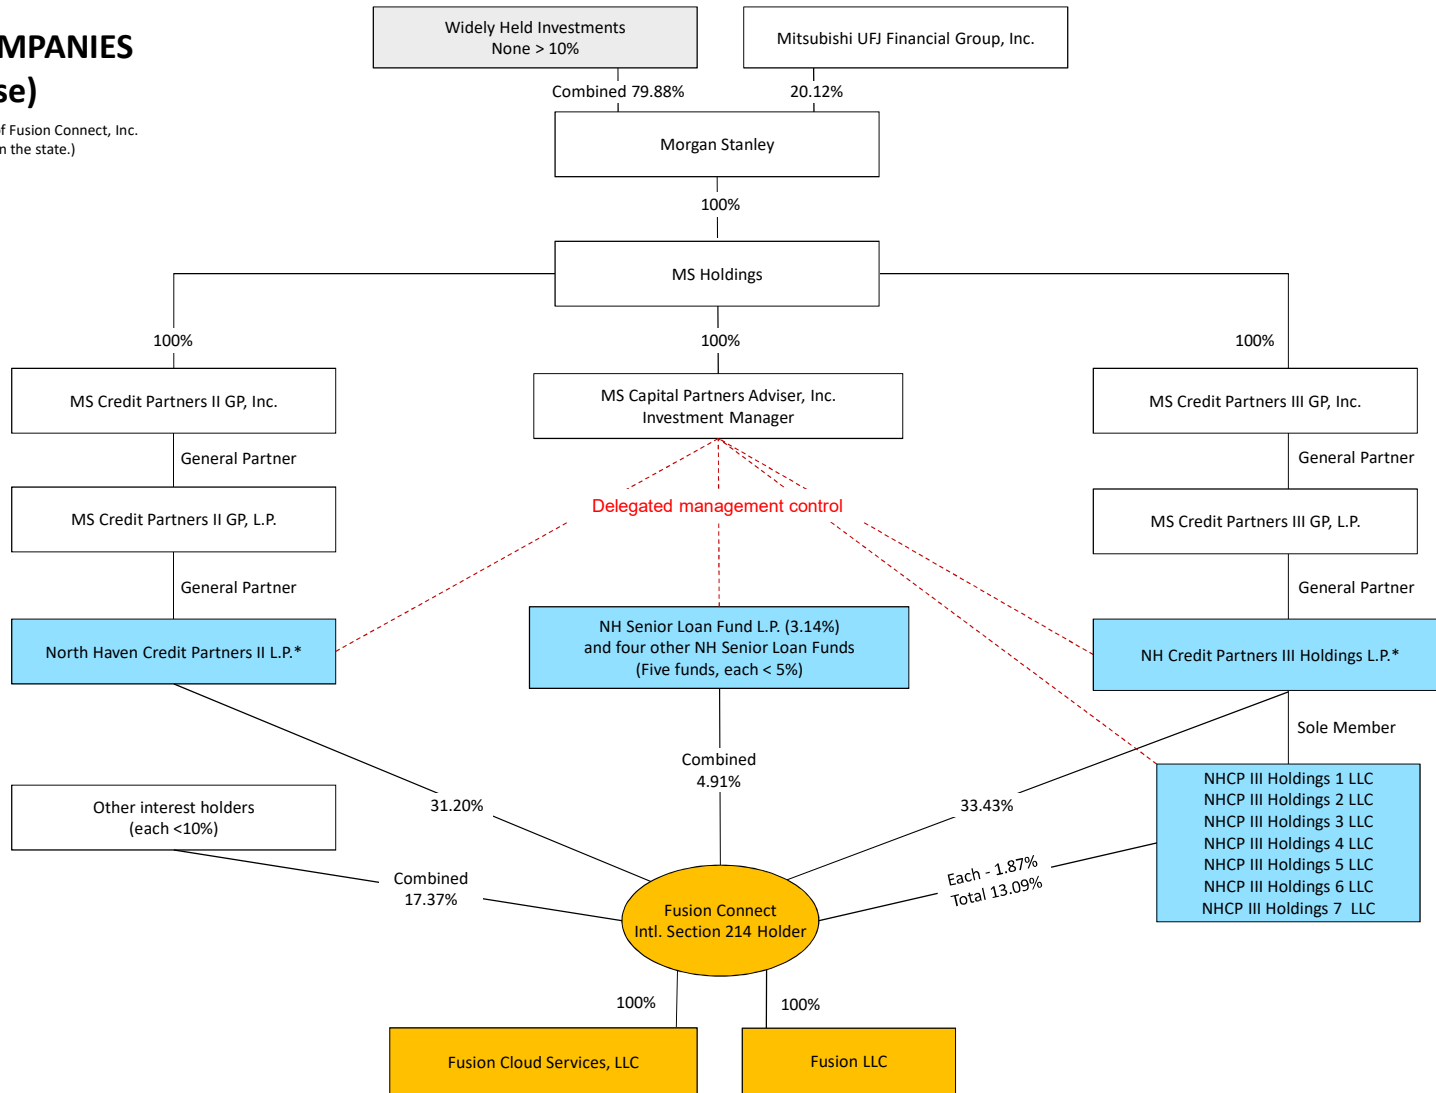 MPANIES
se)
f Fusion Connect, Inc.
n the state.)
Widely Held Investments
None > 10%
Mitsubishi UFJ Financial Group, Inc.
Combined 79.88%
20.12%
Morgan Stanley
100%
MS Holdings
100%
100%
100%
MS Credit Partners II GP, Inc.
MS Capital Partners Adviser, Inc.
Investment Manager
MS Credit Partners III GP, Inc.
General Partner
General Partner
Delegated management control
MS Credit Partners II GP, L.P.
MS Credit Partners III GP, L.P.
General Partner
General Partner
North Haven Credit Partners II L.P.*
NH Senior Loan Fund L.P. (3.14%)
and four other NH Senior Loan Funds
(Five funds, each < 5%)
NH Credit Partners III Holdings L.P.*
Sole Member
Combined
4.91%
31.20%
33.43%
Other interest holders
(each <10%)
NHCP III Holdings 1 LLC
NHCP III Holdings 2 LLC
NHCP III Holdings 3 LLC
NHCP III Holdings 4 LLC
NHCP III Holdings 5 LLC
NHCP III Holdings 6 LLC
NHCP III Holdings 7 LLC
Combined
17.37%
Each - 1.87%
Total 13.09%
Fusion Connect
Intl. Section 214 Holder
100%
100%
Fusion Cloud Services, LLC
Fusion LLC